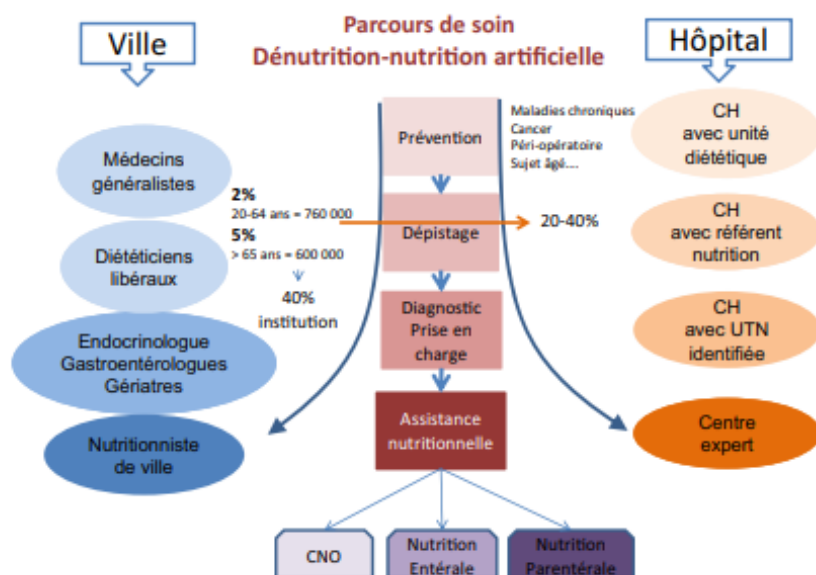 Parcours de soin
Dénutrition-nutrition artificielle
Ville
Médecins
généralistes
Diététiciens
libéraux
Endocrinologue
Gastroentérologues
Gériatres
Nutritionniste
de ville
2%
20-64 ans = 760 000
5%
> 65 ans = 600 000
40%
institution
Prévention
Dépistage
Diagnostic
Prise en
charge
Assistance
nutritionnelle
CNO
Nutrition
Entérale
Nutrition
Parentérale
Maladies chroniques
Cancer
Péri-opératoire
Sujet âgé....
20-40%
Hôpital
CH
avec unité
diététique
CH
avec référent
nutrition
CH
avec UTN
identifiée
Centre
expert